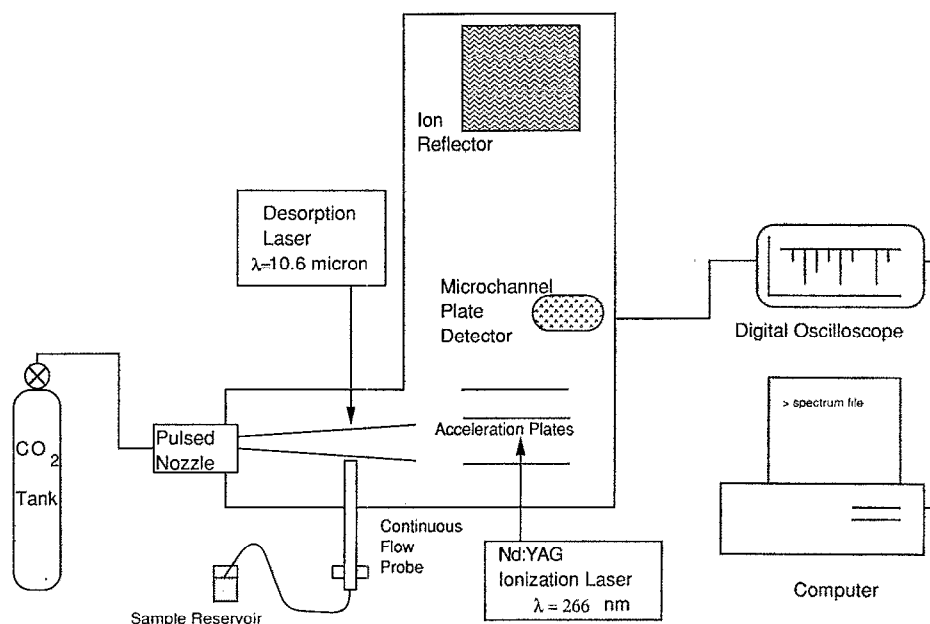 Ion
Reflector
Desorption
Laser
λ=10.6 micron
Microchannel
Plate
Detector
Digital Oscilloscope
> spectrum file
CO2
Tank
Pulsed
Nozzle
Acceleration Plates
Continuous
Flow
Probe
Nd:YAG
Ionization Laser
λ = 266 nm
Sample Reservoir
Computer